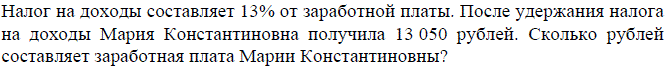 Налог на доходы составляет 13% от заработной платы. После удержания налога
на доходы Мария Константиновна получила 13 050 рублей. Сколько рублей
составляет заработная плата Марии Константиновны?